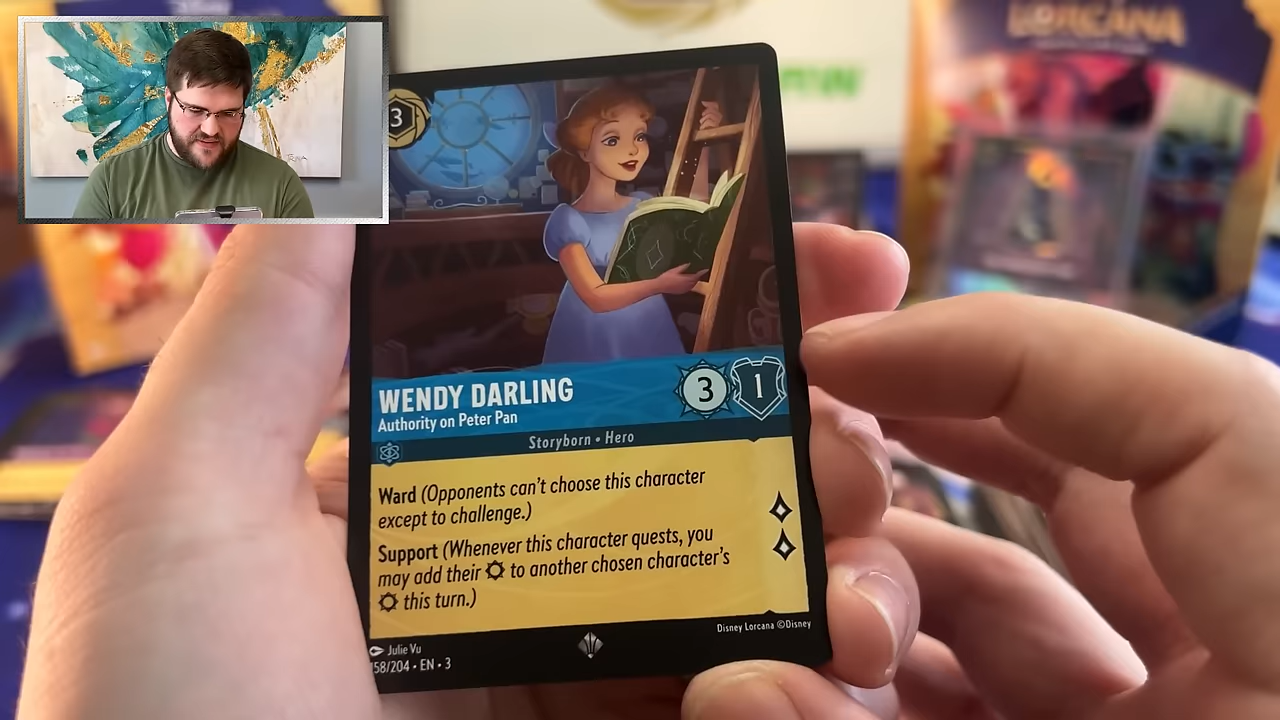 LORCANA
3
WENDY DARLING
3
1
Authority on Peter Pan
Storyborn • Hero
Ward (Opponents can't choose this character
except to challenge.)
Support (Whenever this character quests, you
may add their to another chosen character's
this turn.)
Julie Vu
Disney Lorcana ©Disney
158/204 • EN • 3